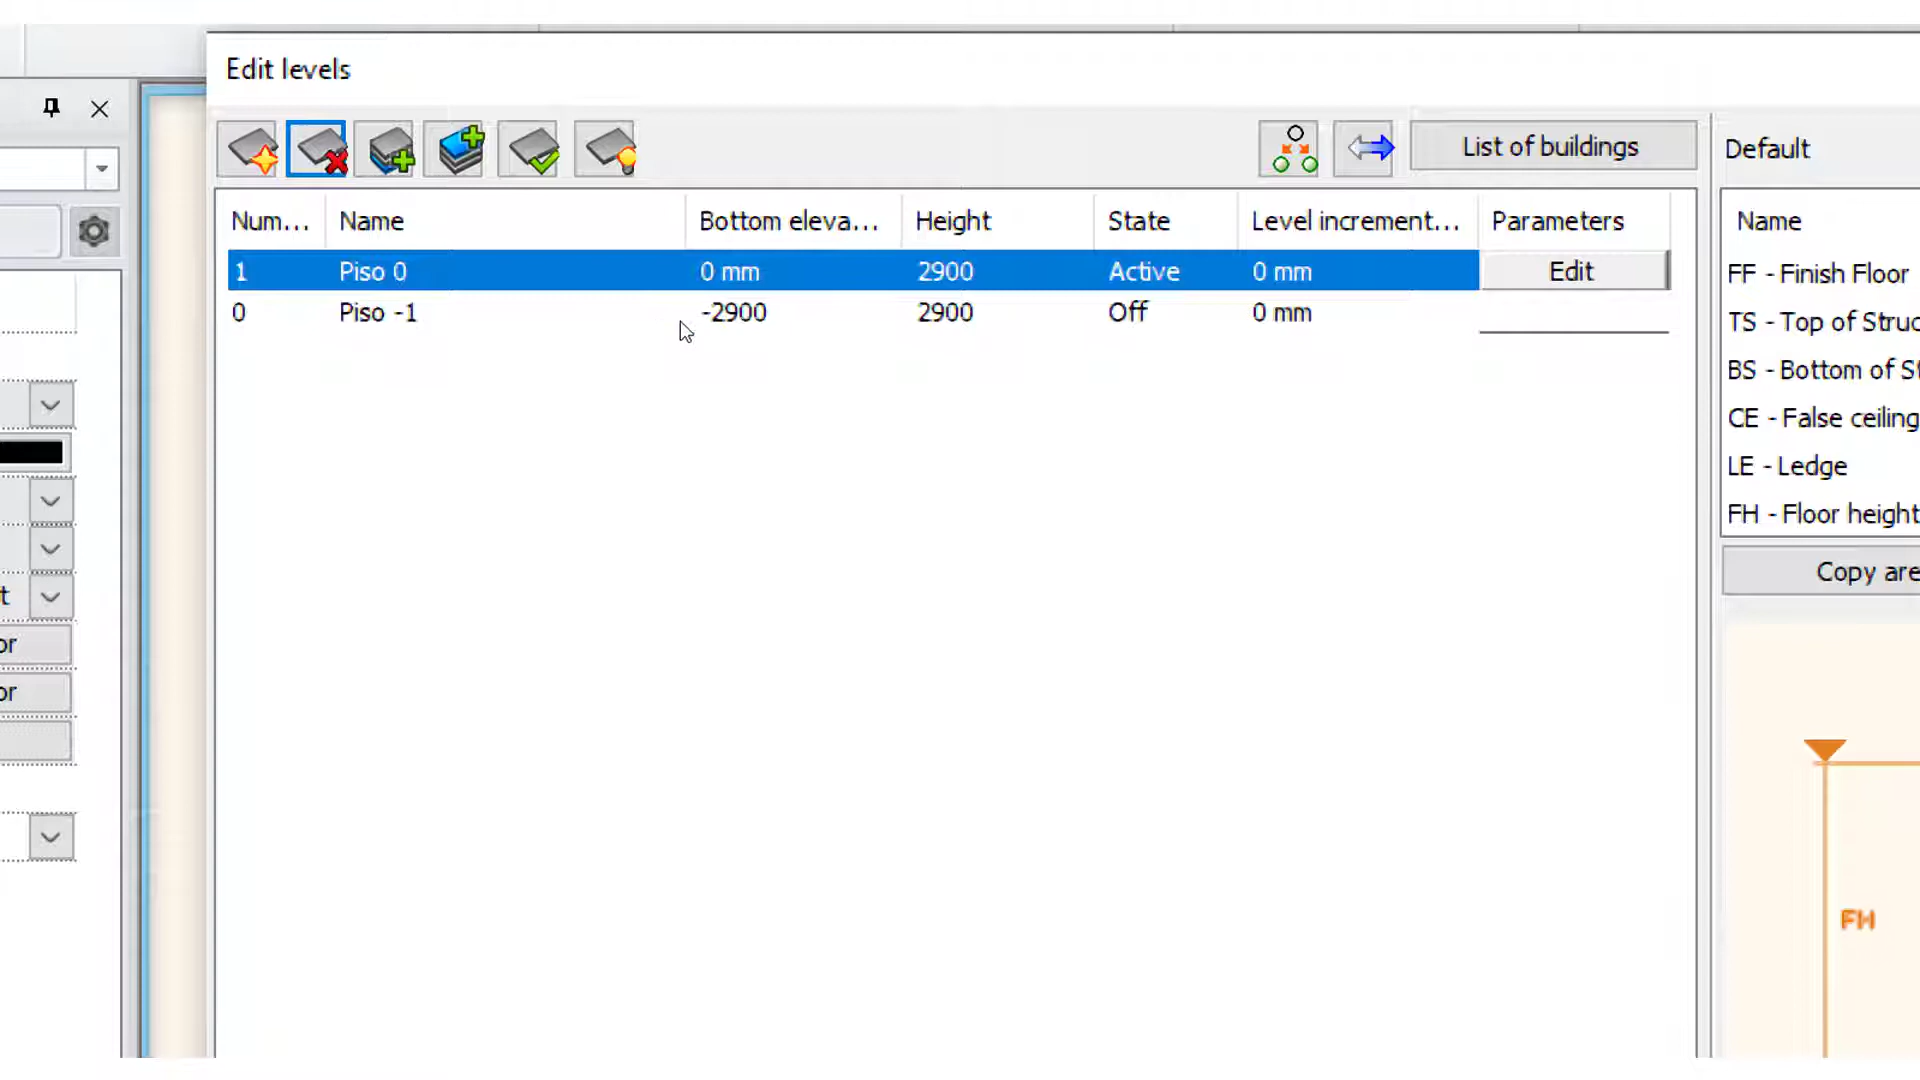 Edit levels
List of buildings
Default
Num... Name Bottom eleva... Height State Level increment... Parameters
Name
1 Piso 0 0 mm 2900 Active 0 mm Edit
0 Piso -1 -2900 2900 Off 0 mm
FF - Finish Floor
TS - Top of Struc
BS - Bottom of St
CE - False ceiling
LE - Ledge
FH - Floor height
Copy are
t
or
or
FH